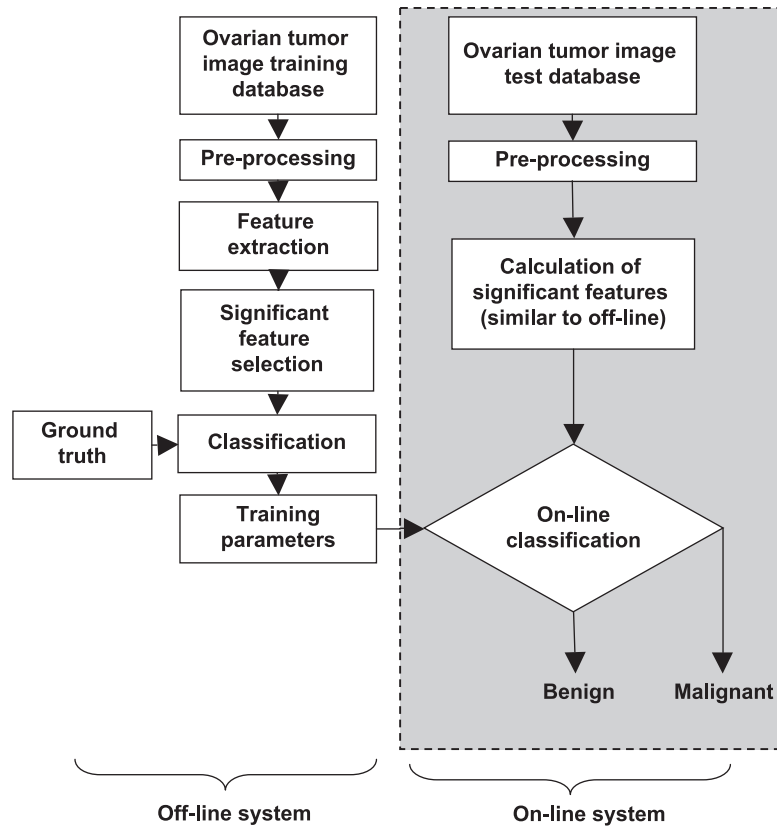 Ovarian tumor
image training
database
Pre-processing
Feature
extraction
Significant
feature
selection
Ground
truth
Classification
Training
parameters
Ovarian tumor image
test database
Pre-processing
Calculation of
significant features
(similar to off-line)
On-line
classification
Benign
Malignant
Off-line system
On-line system